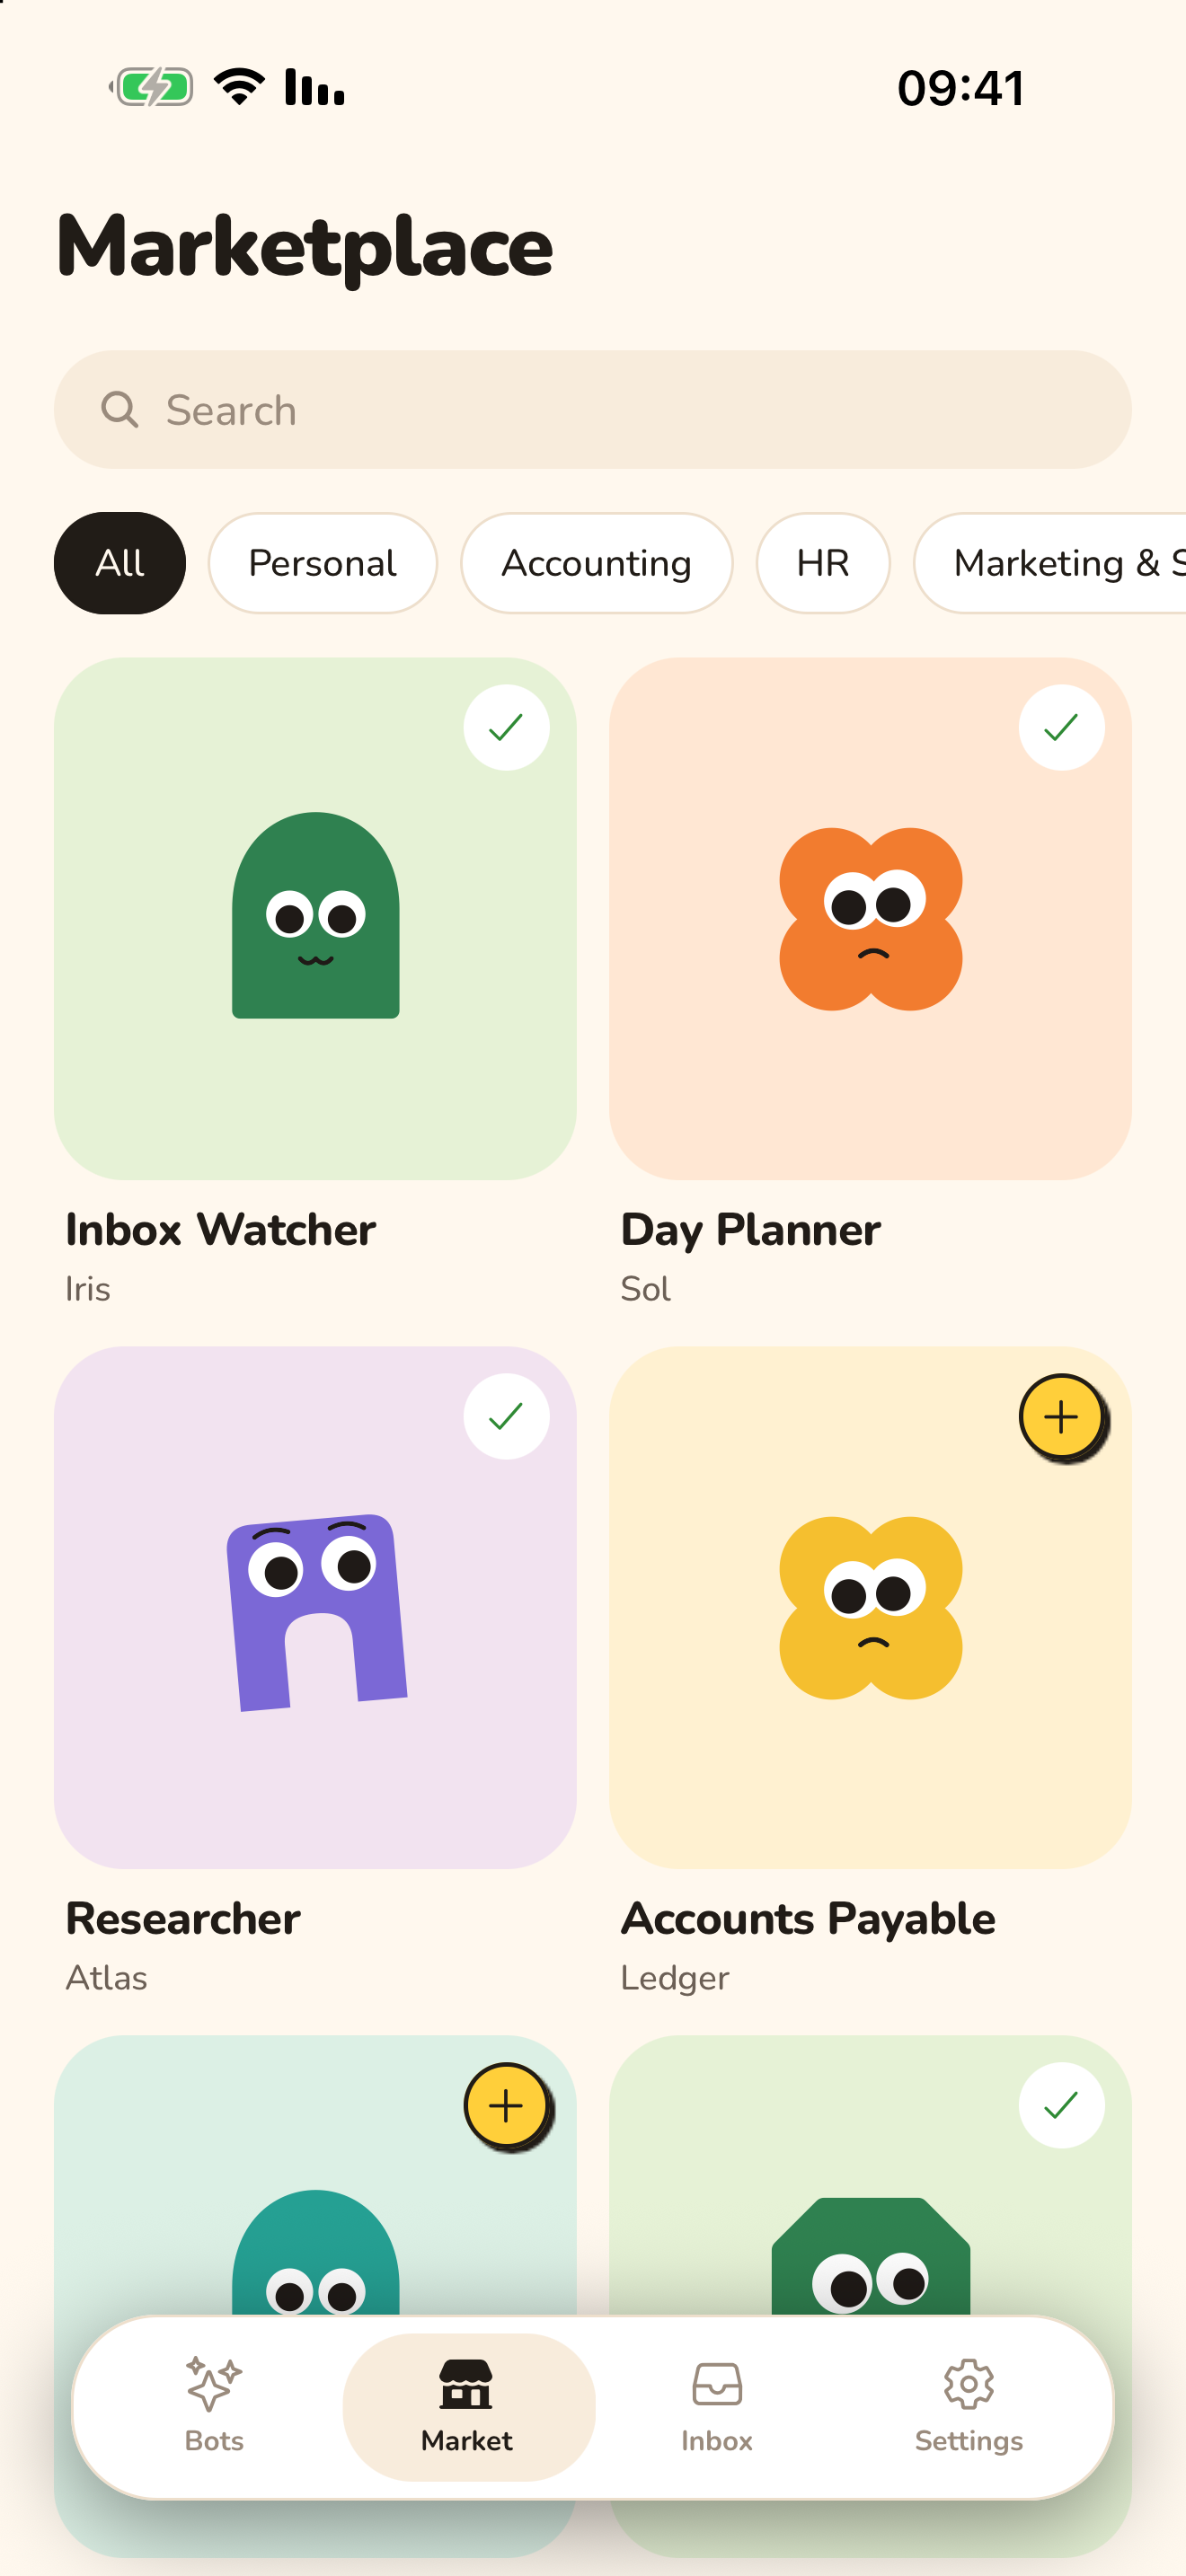 09:41
Marketplace
Search
All Personal Accounting HR Marketing & S
Inbox Watcher Day Planner
Iris Sol
Researcher Accounts Payable
Atlas Ledger
Bots Market Inbox Settings